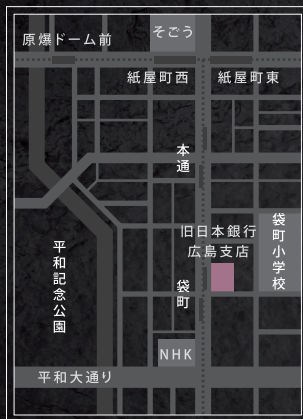 そごう
原爆ドーム前
紙屋町西
紙屋町東
本通
旧日本銀行
広島支店
袋町小学校
平和記念公園
袋町
NHK
平和大通り